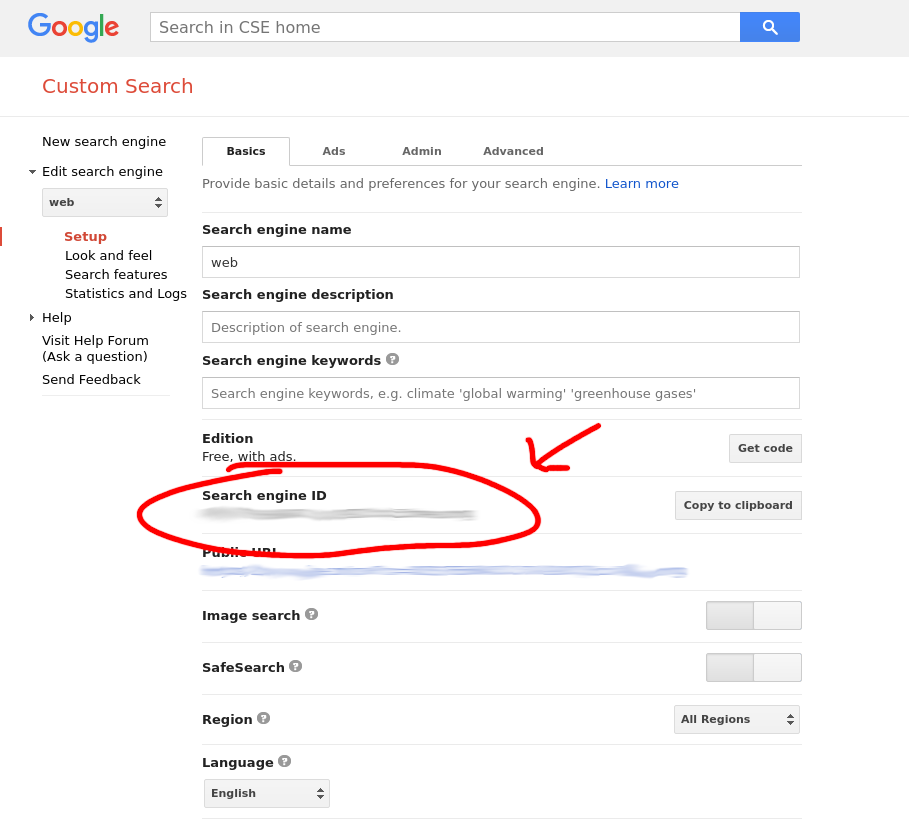 Google
Search in CSE home
Custom Search
New search engine
Edit search engine
web
Setup
Look and feel
Search features
Statistics and Logs
Help
Visit Help Forum
(Ask a question)
Send Feedback
Basics Ads Admin Advanced
Provide basic details and preferences for your search engine. Learn more
Search engine name
web
Search engine description
Description of search engine.
Search engine keywords ?
Search engine keywords, e.g. climate 'global warming' 'greenhouse gases'
Edition
Free, with ads.
Get code
Search engine ID
Copy to clipboard
Public URL
Image search ?
SafeSearch ?
Region ?
All Regions
Language ?
English